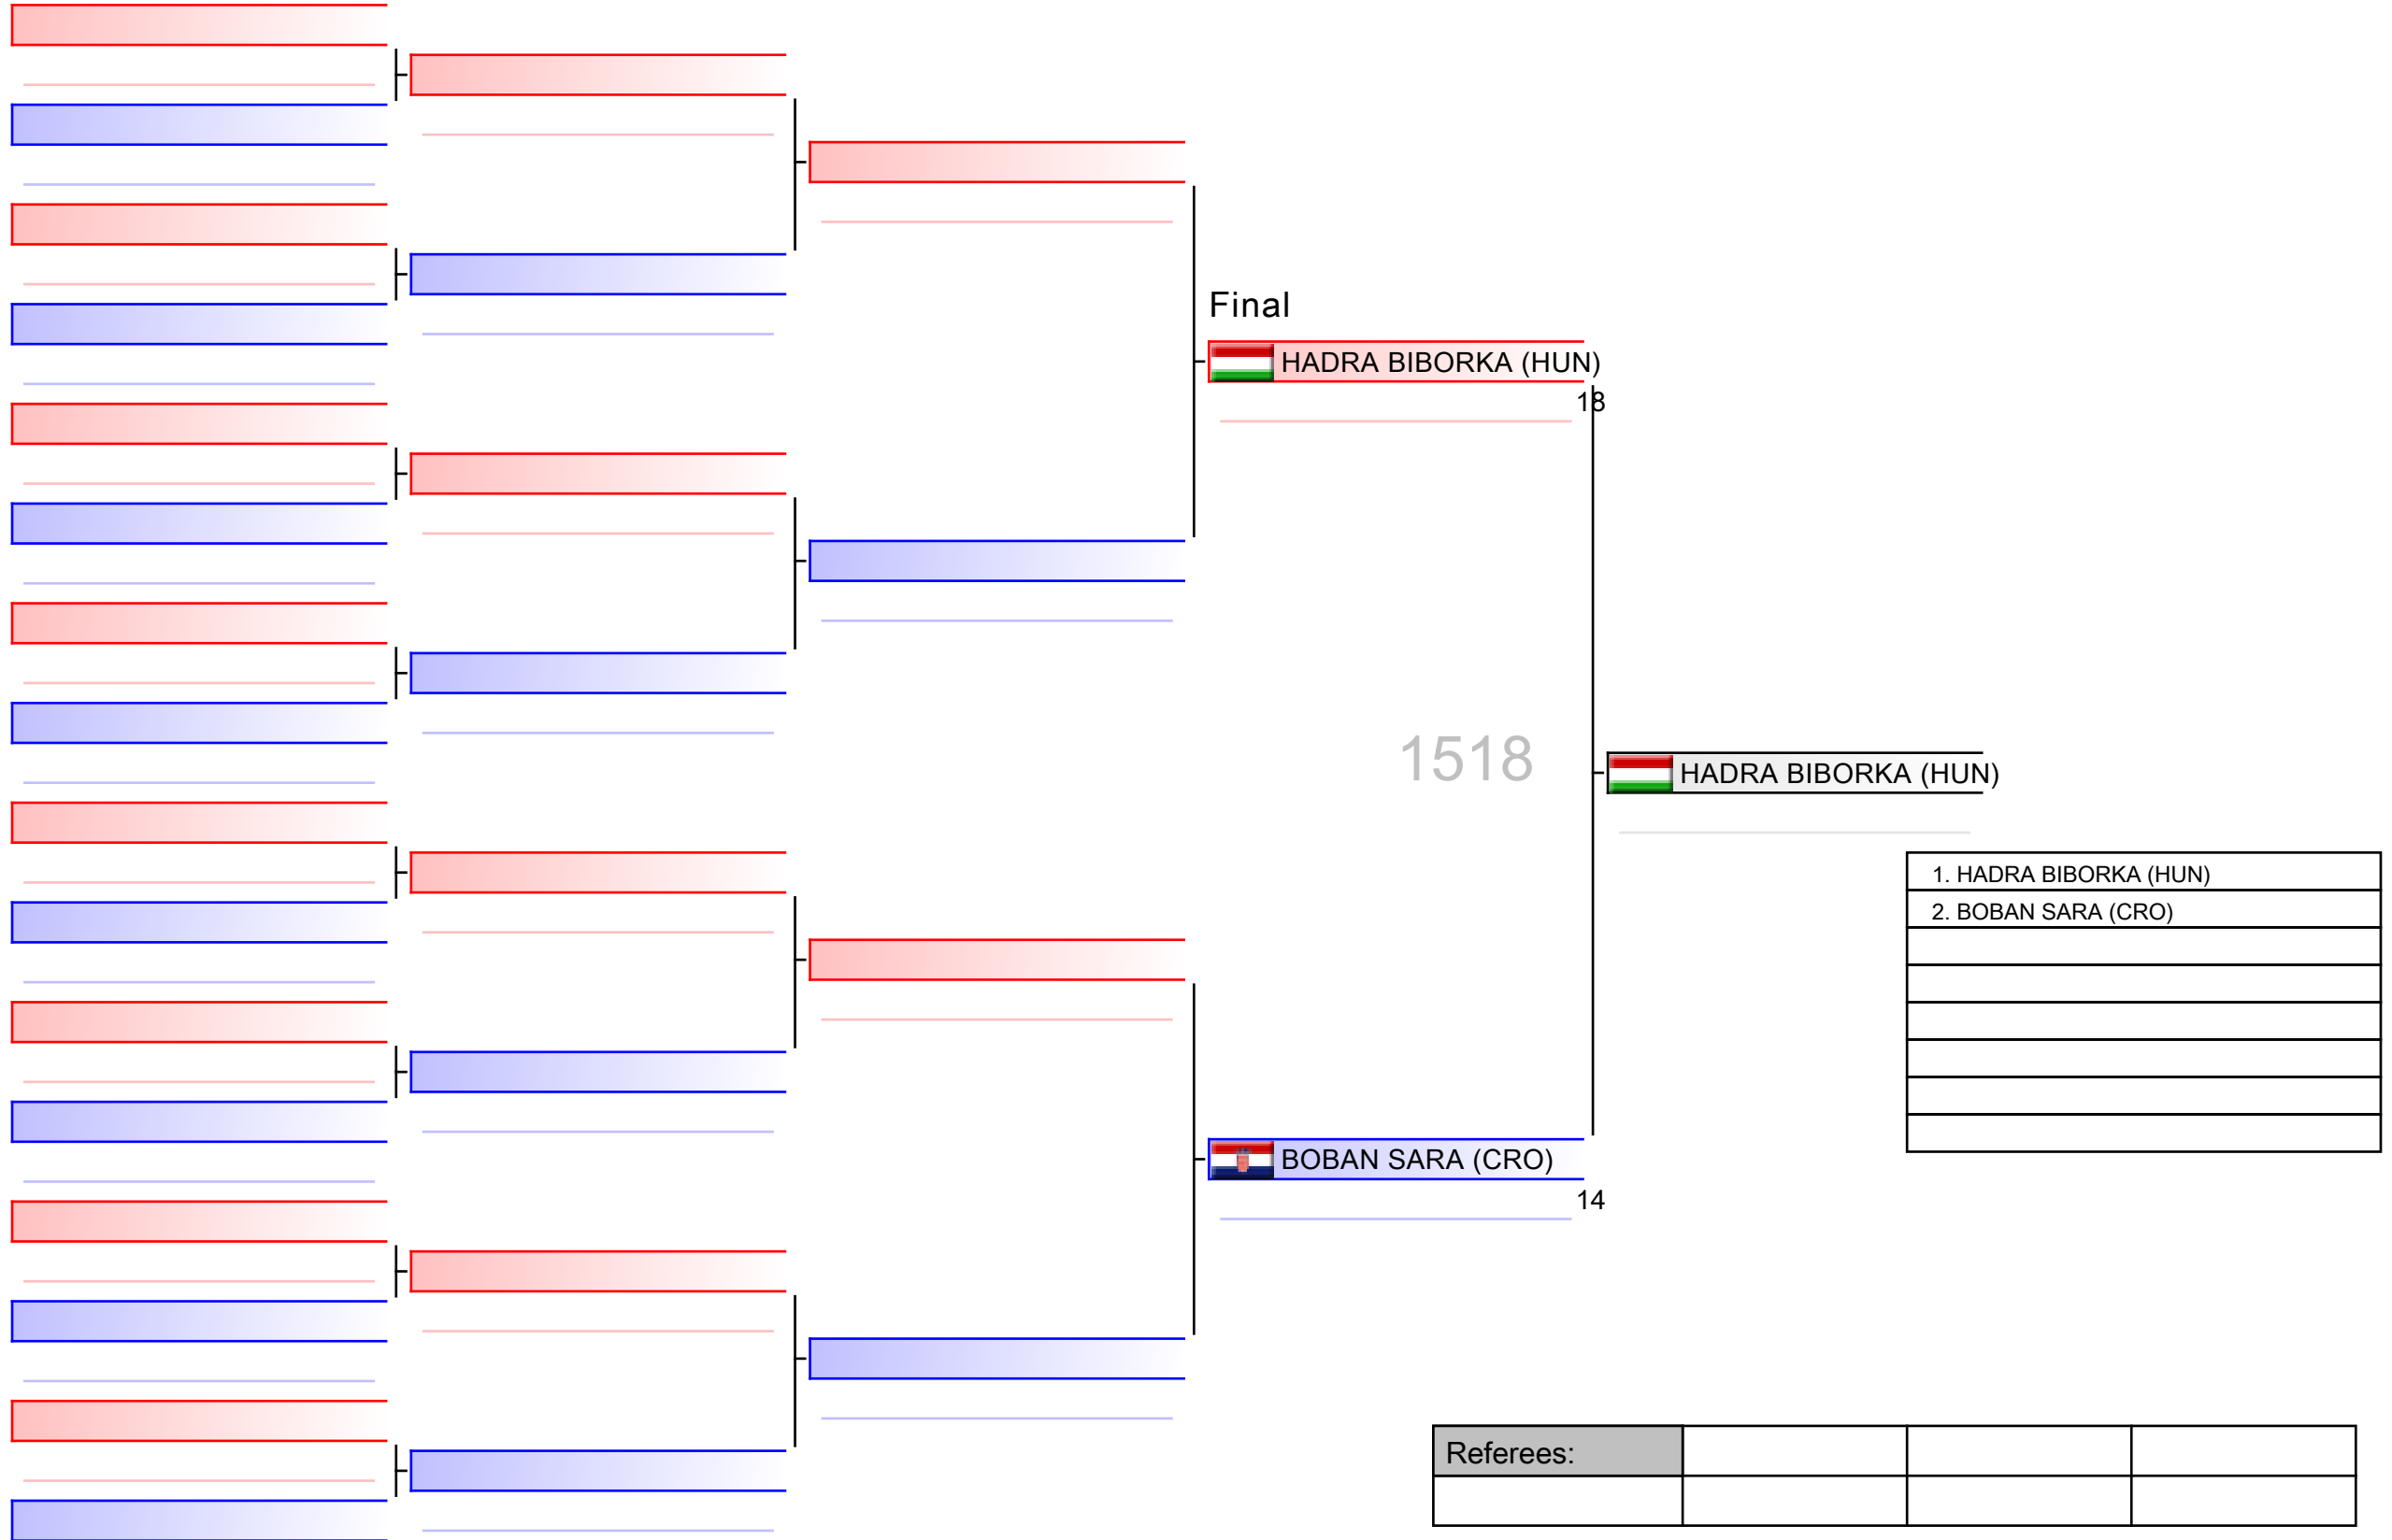 Final
HADRA BIBORKA (HUN)
18
1518
HADRA BIBORKA (HUN)
1. HADRA BIBORKA (HUN)
2. BOBAN SARA (CRO)
BOBAN SARA (CRO)
14
Referees: